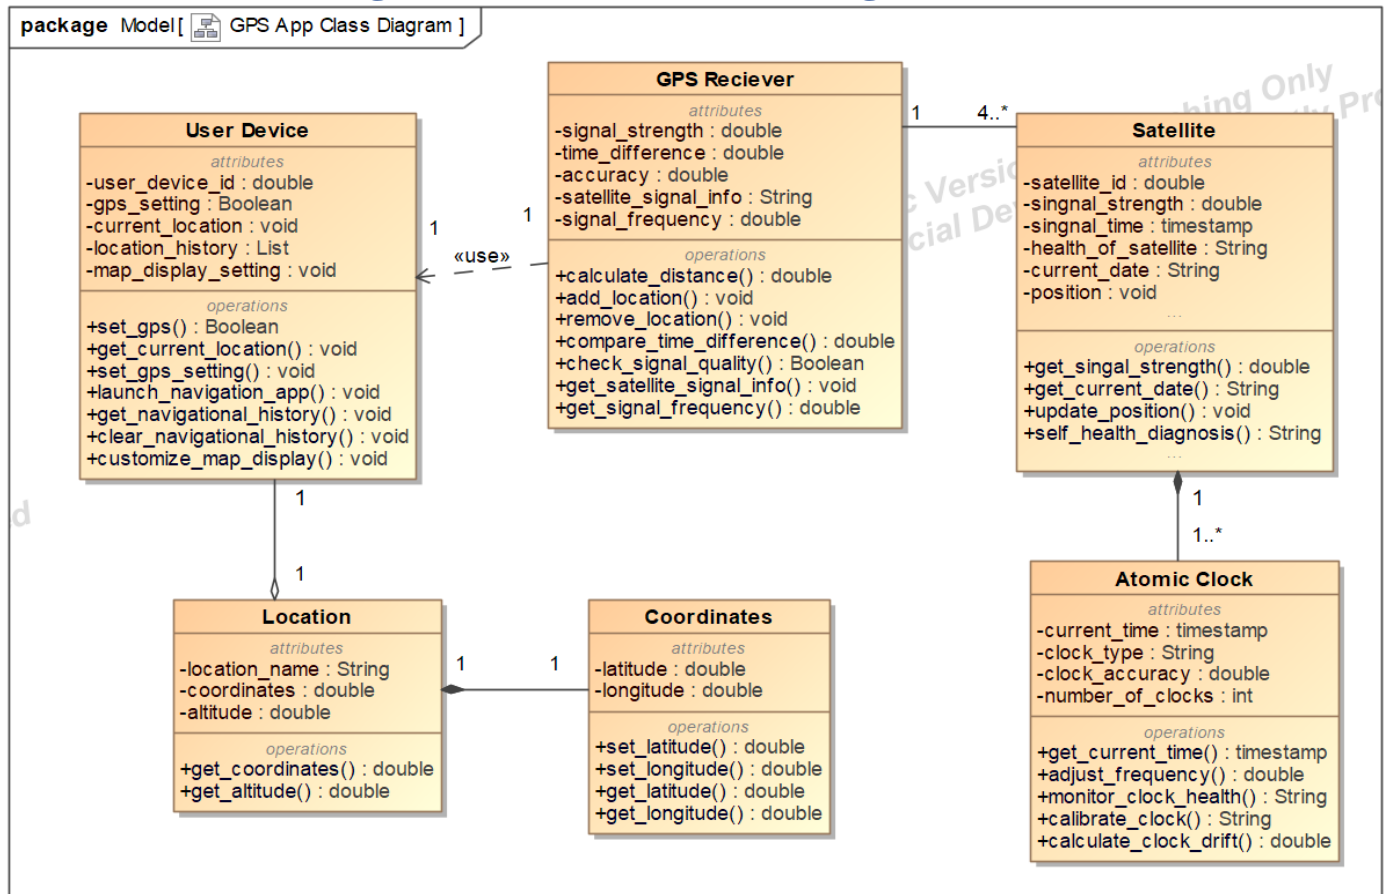 package Model[ GPS App Class Diagram ]
User Device
attributes
-user_device_id : double
-gps_setting : Boolean
-current_location : void
-location_history : List
-map_display_setting : void
operations
+set_gps() : Boolean
+get_current_location() : void
+set_gps_setting() : void
+launch_navigation_app() : void
+get_navigational_history() : void
+clear_navigational_history() : void
+customize_map_display() : void
1
1
«use»
GPS Reciever
attributes
-signal_strength : double
-time_difference : double
-accuracy : double
-satellite_signal_info : String
-signal_frequency : double
operations
+calculate_distance() : double
+add_location() : void
+remove_location() : void
+compare_time_difference() : double
+check_signal_quality() : Boolean
+get_satellite_signal_info() : void
+get_signal_frequency() : double
1
4..*
Satellite
attributes
-satellite_id : double
-singnal_strength : double
-singnal_time : timestamp
-health_of_satellite : String
-current_date : String
-position : void
...
operations
+get_singal_strength() : double
+get_current_date() : String
+update_position() : void
+self_health_diagnosis() : String
...
1
1..*
1
1
Location
attributes
-location_name : String
-coordinates : double
-altitude : double
operations
+get_coordinates() : double
+get_altitude() : double
1
1
Coordinates
attributes
-latitude : double
-longitude : double
operations
+set_latitude() : double
+set_longitude() : double
+get_latitude() : double
+get_longitude() : double
Atomic Clock
attributes
-current_time : timestamp
-clock_type : String
-clock_accuracy : double
-number_of_clocks : int
operations
+get_current_time() : timestamp
+adjust_frequency() : double
+monitor_clock_health() : String
+calibrate_clock() : String
+calculate_clock_drift() : double
Only